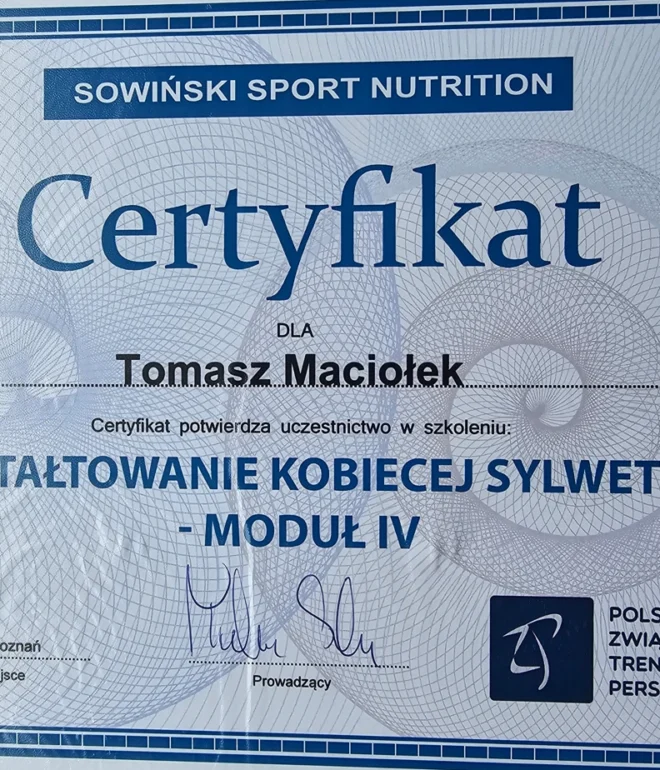 SOWIŃSKI SPORT NUTRITION
Certyfikat
DLA
Tomasz Maciołek
Certyfikat potwierdza uczestnictwo w szkoleniu:
TAŁTOWANIE KOBIECEJ SYLWET
- MODUŁ IV
oznań
jsce
Prowadzący
POLS
ZWIĄ
TREN
PERS